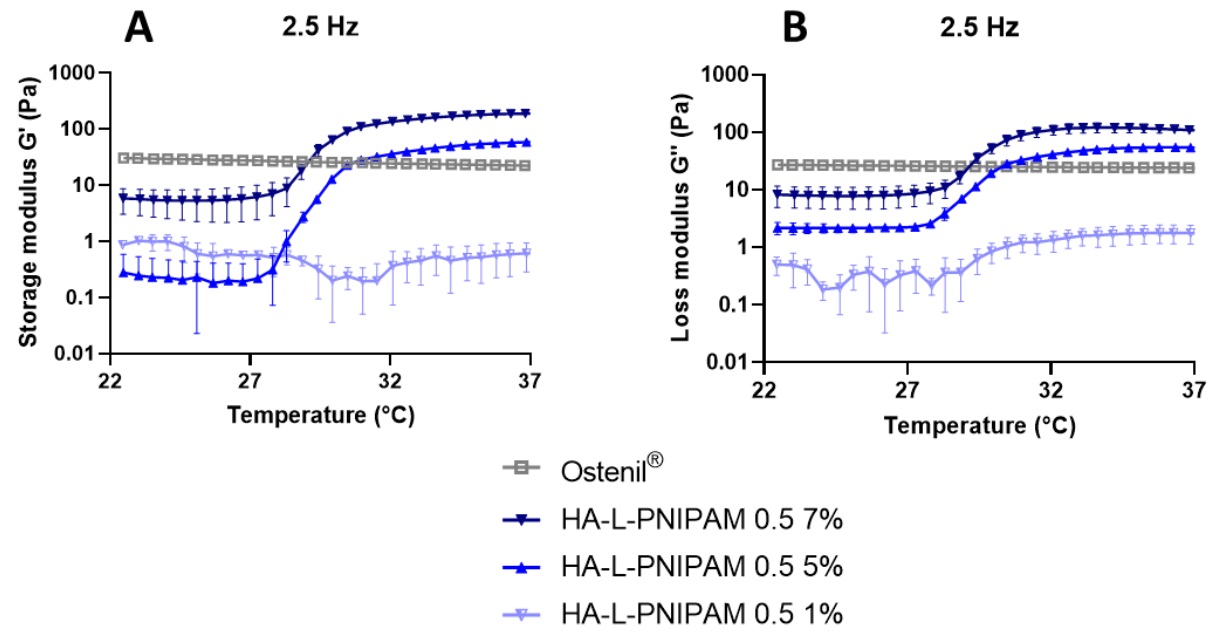 A
2.5 Hz
Storage modulus G' (Pa)
1000
100
10
1
0.1
0.01
22
27
32
37
Temperature (°C)
B
2.5 Hz
Loss modulus G'' (Pa)
1000
100
10
1
0.1
0.01
22
27
32
37
Temperature (°C)
Ostenil®
HA-L-PNIPAM 0.5 7%
HA-L-PNIPAM 0.5 5%
HA-L-PNIPAM 0.5 1%